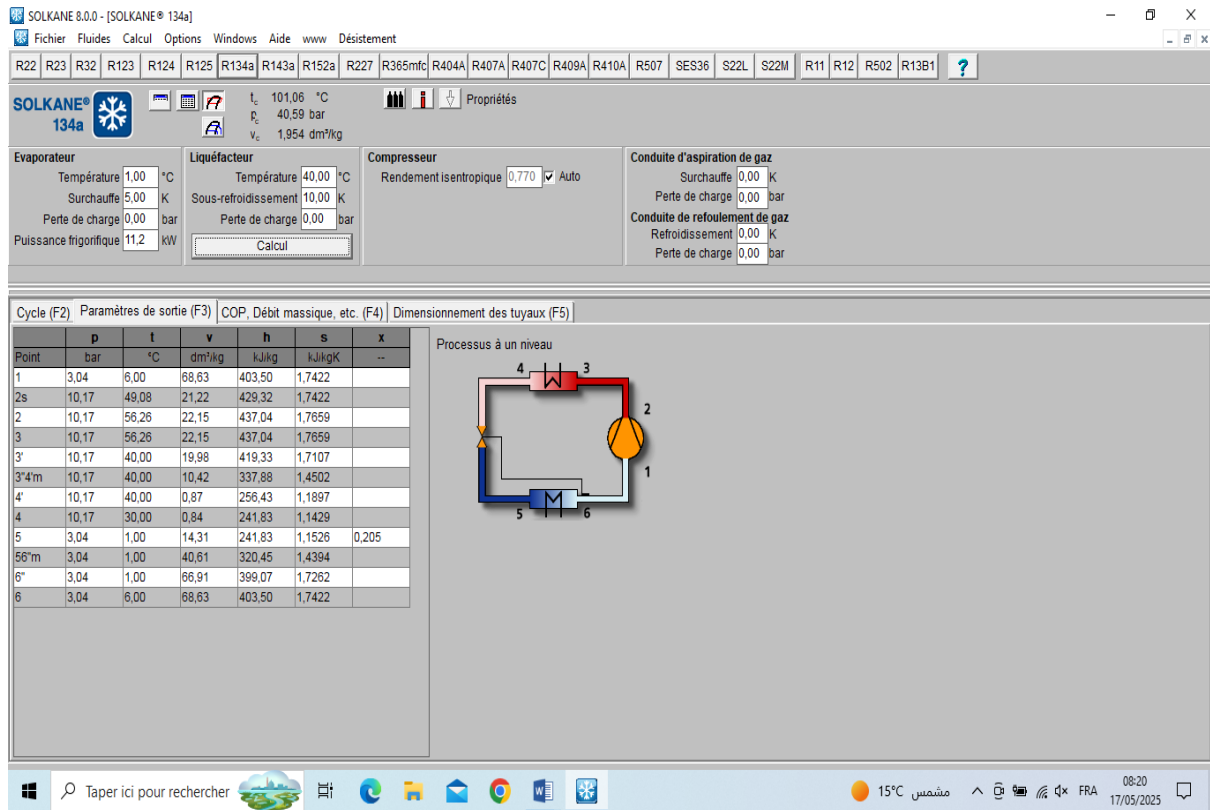 SOLKANE 8.0.0 - [SOLKANE® 134a]
Fichier Fluides Calcul Options Windows Aide www Désistement
R22 R23 R32 R123 R124 R125 R134a R143a R152a R227 R365mfc R404A R407A R407C R409A R410A R507 SES36 S22L S22M R11 R12 R502 R13B1 ?
SOLKANE® 134a
tc 101,06 °C
pc 40,59 bar
vc 1,954 dm³/kg
Propriétés
Evaporateur
Température 1,00 °C
Surchauffe 5,00 K
Perte de charge 0,00 bar
Puissance frigorifique 11,2 kW
Liquéfacteur
Température 40,00 °C
Sous-refroidissement 10,00 K
Perte de charge 0,00 bar
Calcul
Compresseur
Rendement isentropique 0,770 Auto
Conduite d'aspiration de gaz
Surchauffe 0,00 K
Perte de charge 0,00 bar
Conduite de refoulement de gaz
Refroidissement 0,00 K
Perte de charge 0,00 bar
Cycle (F2) Paramètres de sortie (F3) COP, Débit massique, etc. (F4) Dimensionnement des tuyaux (F5)
p t v h s x
Point bar °C dm³/kg kJ/kg kJ/kgK --
1 3,04 6,00 68,63 403,50 1,7422
2s 10,17 49,08 21,22 429,32 1,7422
2 10,17 56,26 22,15 437,04 1,7659
3 10,17 56,26 22,15 437,04 1,7659
3' 10,17 40,00 19,98 419,33 1,7107
3"4'm 10,17 40,00 10,42 337,88 1,4502
4' 10,17 40,00 0,87 256,43 1,1897
4 10,17 30,00 0,84 241,83 1,1429
5 3,04 1,00 14,31 241,83 1,1526 0,205
56"m 3,04 1,00 40,61 320,45 1,4394
6" 3,04 1,00 66,91 399,07 1,7262
6 3,04 6,00 68,63 403,50 1,7422
Processus à un niveau
4 3
2
1
5 6
Taper ici pour rechercher
15°C مشمس
FRA
08:20
17/05/2025